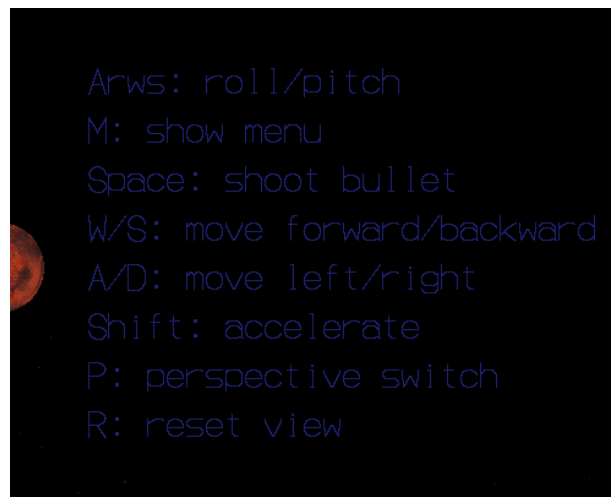 Arws: roll/pitch
M: show menu
Space: shoot bullet
W/S: move forward/backward
A/D: move left/right
Shift: accelerate
P: perspective switch
R: reset view